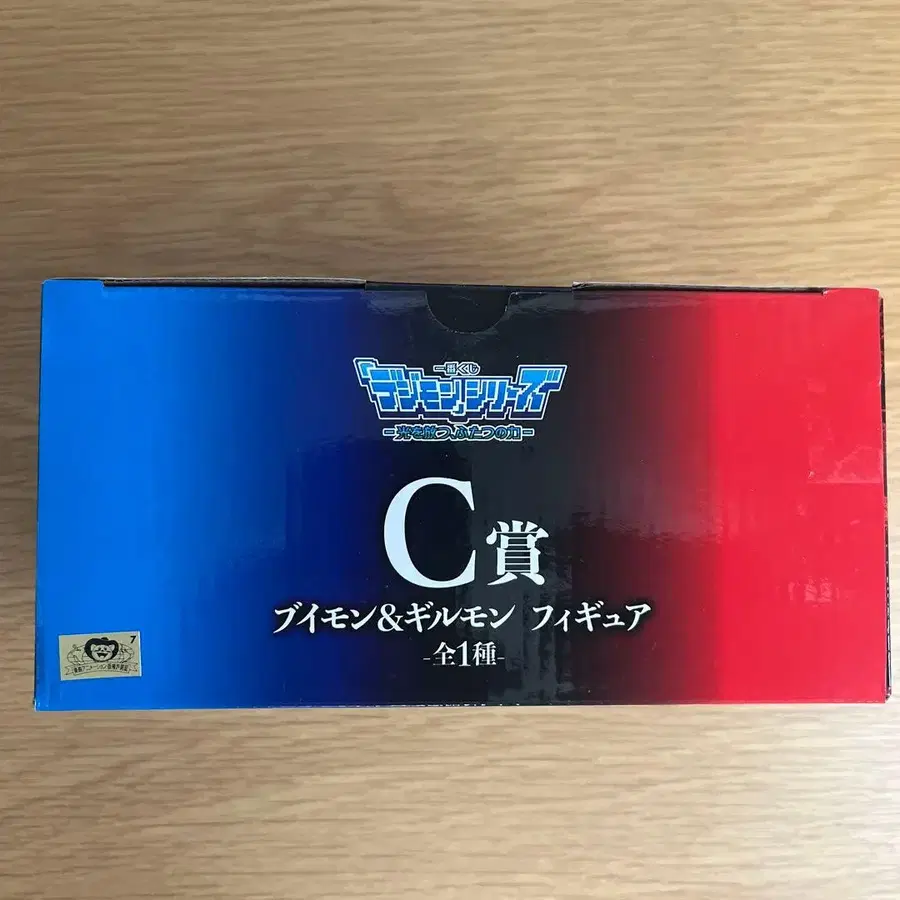 一番くじ
「デジモン」シリーズ
-光を放つ、ふたつの力-
C賞
ブイモン&ギルモン フィギュア
-全1種-
7